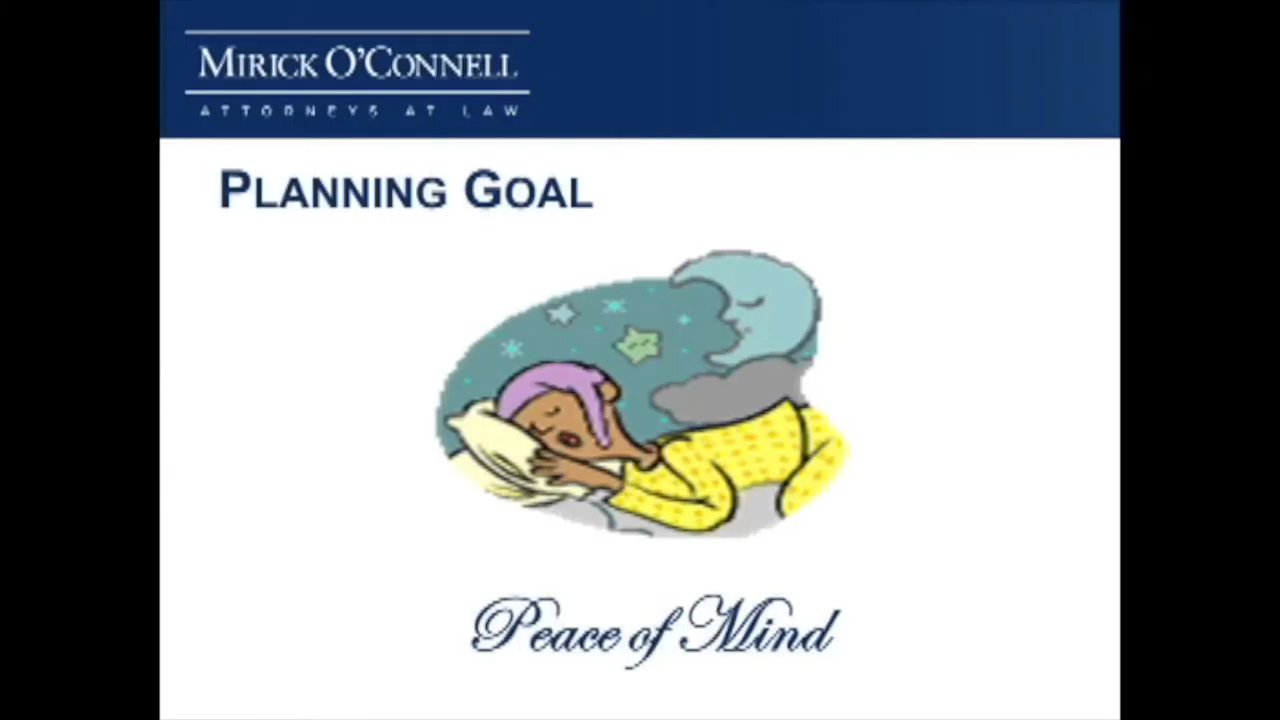 MIRICK O'CONNELL
ATTORNEYS AT LAW
PLANNING GOAL
Peace of Mind